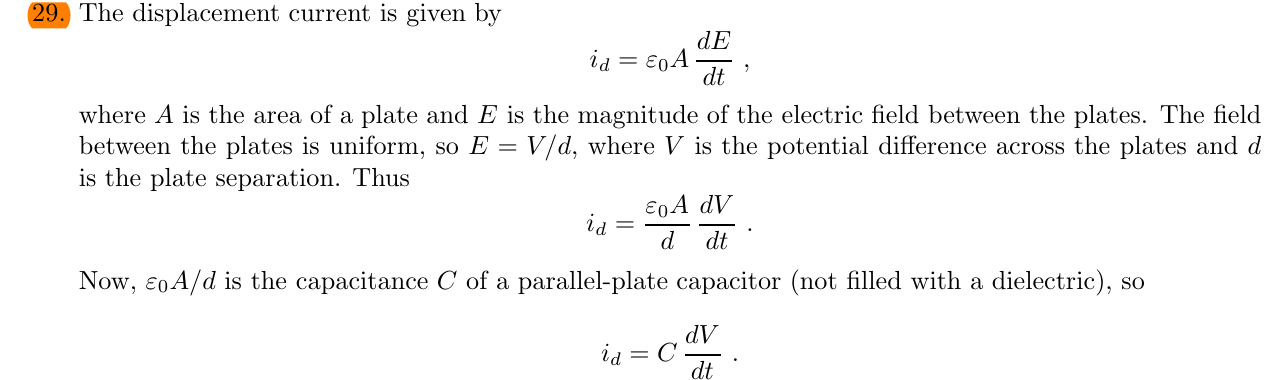 29. The displacement current is given by
i_d = ε_0 A dE/dt ,
where A is the area of a plate and E is the magnitude of the electric field between the plates. The field
between the plates is uniform, so E = V/d, where V is the potential difference across the plates and d
is the plate separation. Thus
i_d = ε_0 A/d dV/dt .
Now, ε_0 A/d is the capacitance C of a parallel-plate capacitor (not filled with a dielectric), so
i_d = C dV/dt .